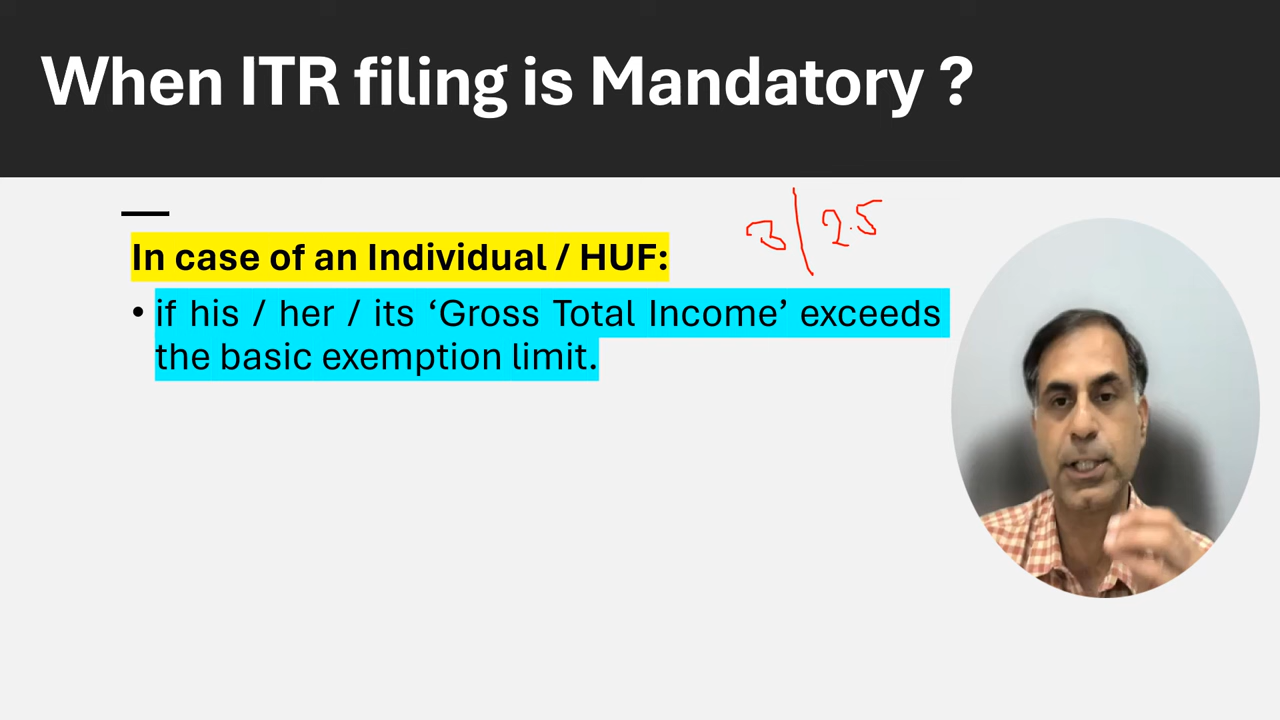 When ITR filing is Mandatory ?
3 | 2.5
In case of an Individual / HUF:
• if his / her / its ‘Gross Total Income’ exceeds
the basic exemption limit.